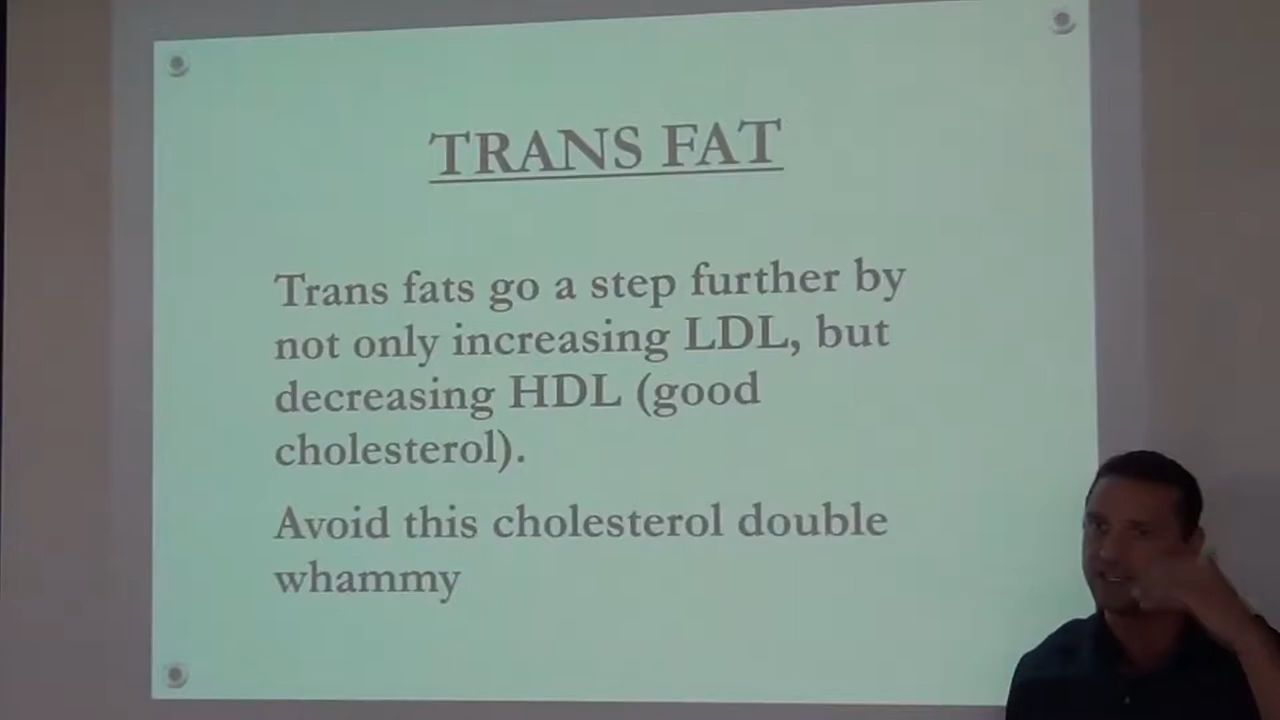 TRANS FAT
Trans fats go a step further by
not only increasing LDL, but
decreasing HDL (good
cholesterol).
Avoid this cholesterol double
whammy